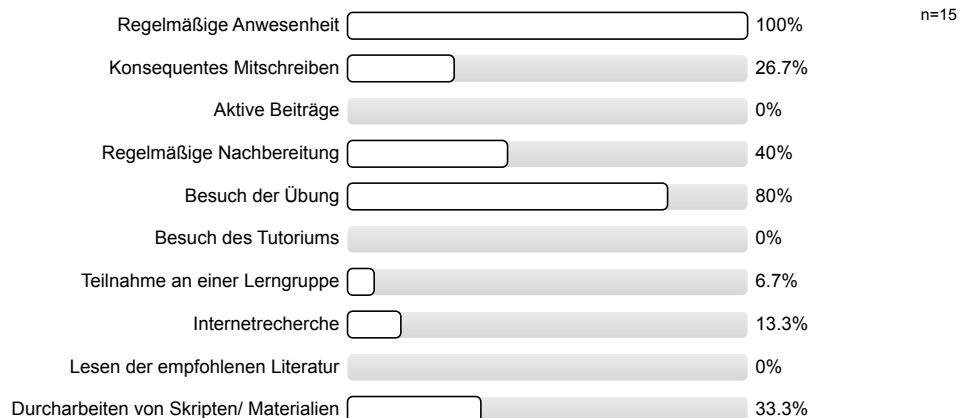 Regelmäßige Anwesenheit 100% n=15
Konsequentes Mitschreiben 26.7%
Aktive Beiträge 0%
Regelmäßige Nachbereitung 40%
Besuch der Übung 80%
Besuch des Tutoriums 0%
Teilnahme an einer Lerngruppe 6.7%
Internetrecherche 13.3%
Lesen der empfohlenen Literatur 0%
Durcharbeiten von Skripten/ Materialien 33.3%